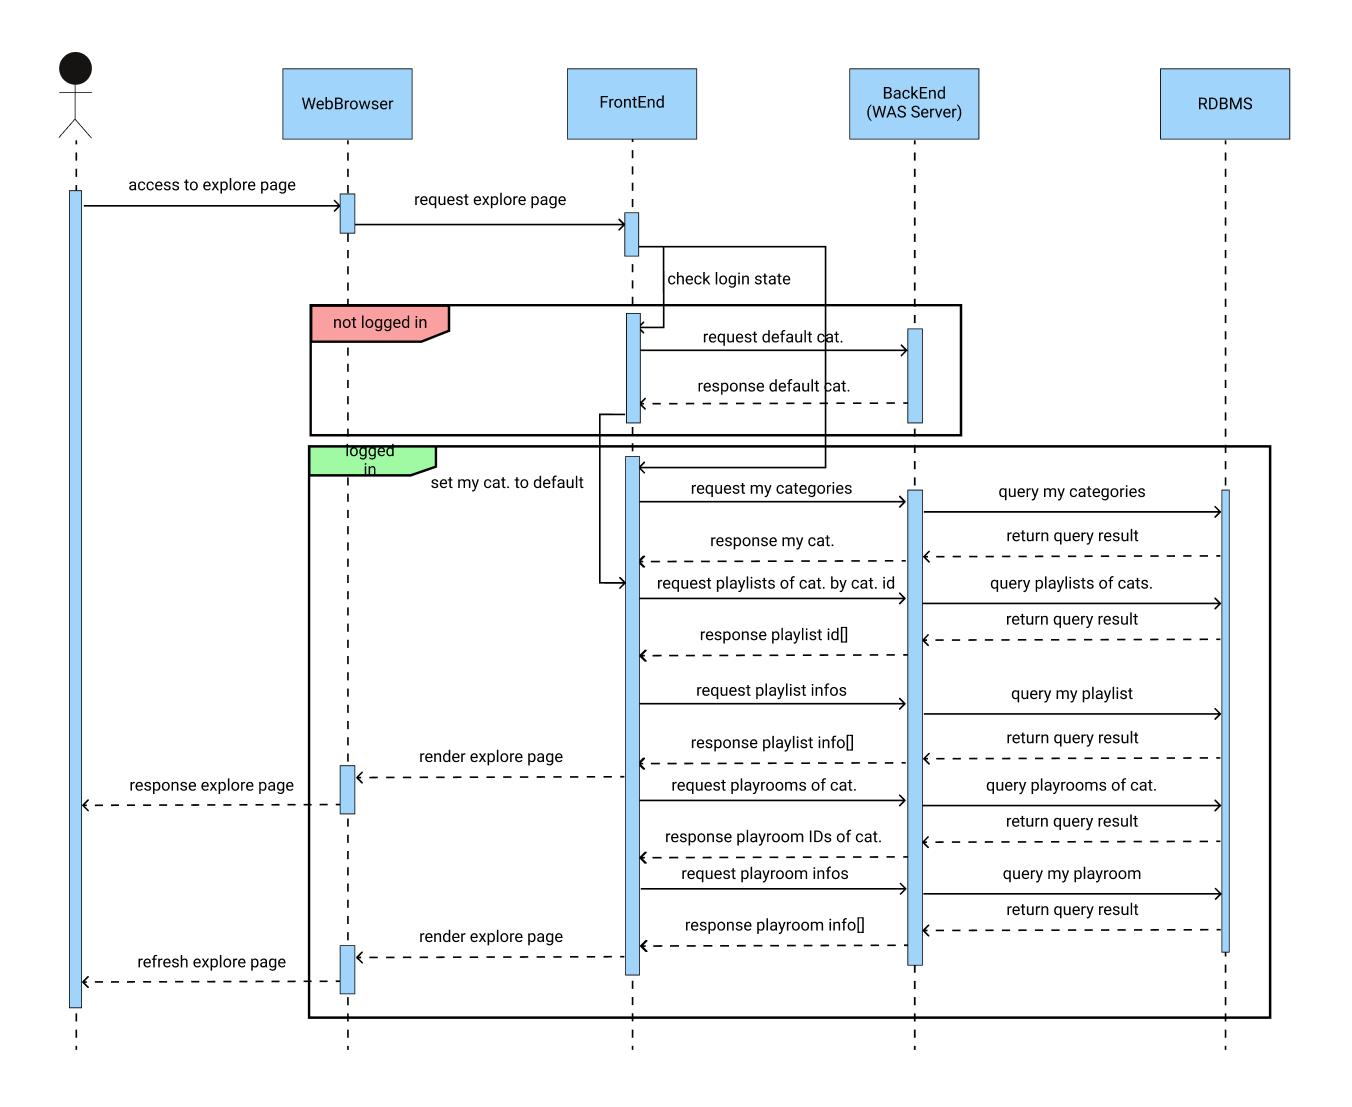 WebBrowser
FrontEnd
BackEnd
(WAS Server)
RDBMS
access to explore page
request explore page
check login state
not logged in
request default cat.
response default cat.
logged
in
set my cat. to default
request my categories
query my categories
return query result
response my cat.
request playlists of cat. by cat. id
query playlists of cats.
return query result
response playlist id[]
request playlist infos
query my playlist
return query result
response playlist info[]
render explore page
response explore page
request playrooms of cat.
query playrooms of cat.
return query result
response playroom IDs of cat.
request playroom infos
query my playroom
return query result
response playroom info[]
render explore page
refresh explore page